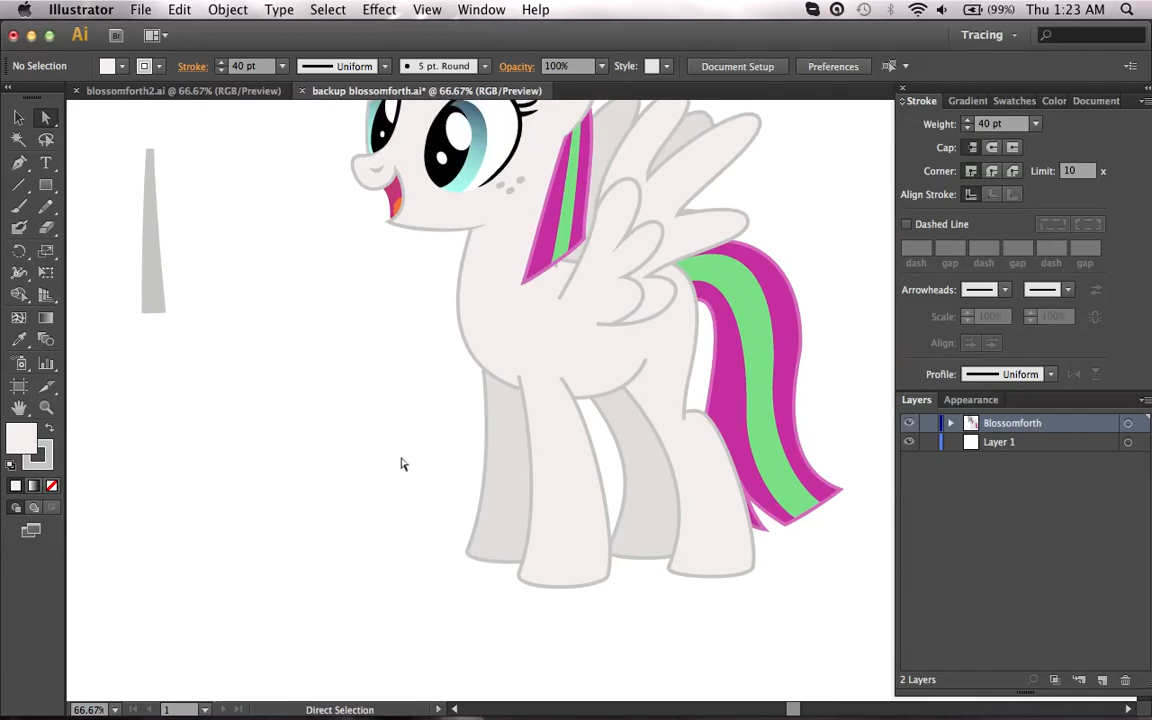 Illustrator File Edit Object Type Select Effect View Window Help (99%) Thu 1:23 AM
Ai Br Tracing
No Selection Stroke: 40 pt Uniform 5 pt. Round Opacity: 100% Style: Document Setup Preferences
blossomforth2.ai @ 66.67% (RGB/Preview) backup blossomforth.ai* @ 66.67% (RGB/Preview)
Stroke Gradient Swatches Color Document
Weight: 40 pt
Cap:
Corner: Limit: 10 x
Align Stroke:
Dashed Line
dash gap dash gap dash gap
Arrowheads:
Scale: 100% 100%
Align:
Profile: Uniform
Layers Appearance
Blossomforth
Layer 1
2 Layers
66.67% 1 Direct Selection